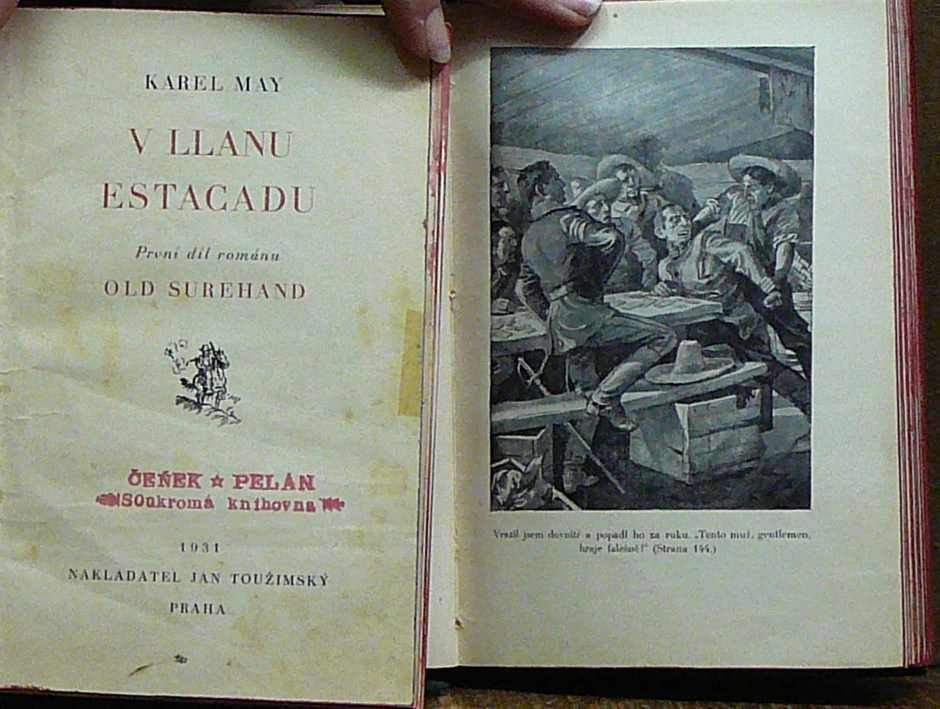 KAREL MAY
V LLANU
ESTACADU
První díl románu
OLD SUREHAND
ČEŇEK ☆ PELÁN
SOukromá knihovna
1931
NAKLADATEL JAN TOUŽIMSKÝ
PRAHA
Vrazil jsem dovnitř a popadl ho za ruku. „Tento muž, gentlemen,
hraje falešně!“ (Strana 144.)